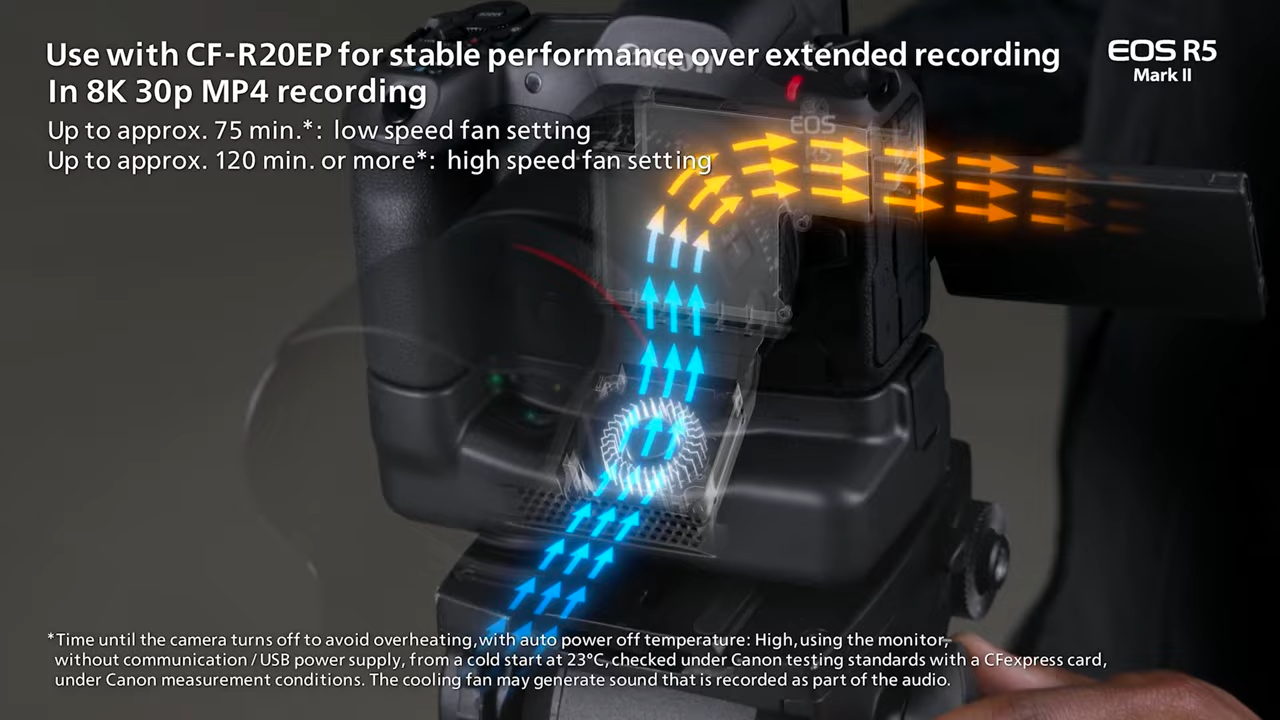 Use with CF-R20EP for stable performance over extended recording
In 8K 30p MP4 recording
Up to approx. 75 min.*: low speed fan setting
Up to approx. 120 min. or more*: high speed fan setting
EOS R5
Mark II
Canon
EOS
R5
*Time until the camera turns off to avoid overheating, with auto power off temperature: High, using the monitor,
without communication / USB power supply, from a cold start at 23°C, checked under Canon testing standards with a CFexpress card,
under Canon measurement conditions. The cooling fan may generate sound that is recorded as part of the audio.